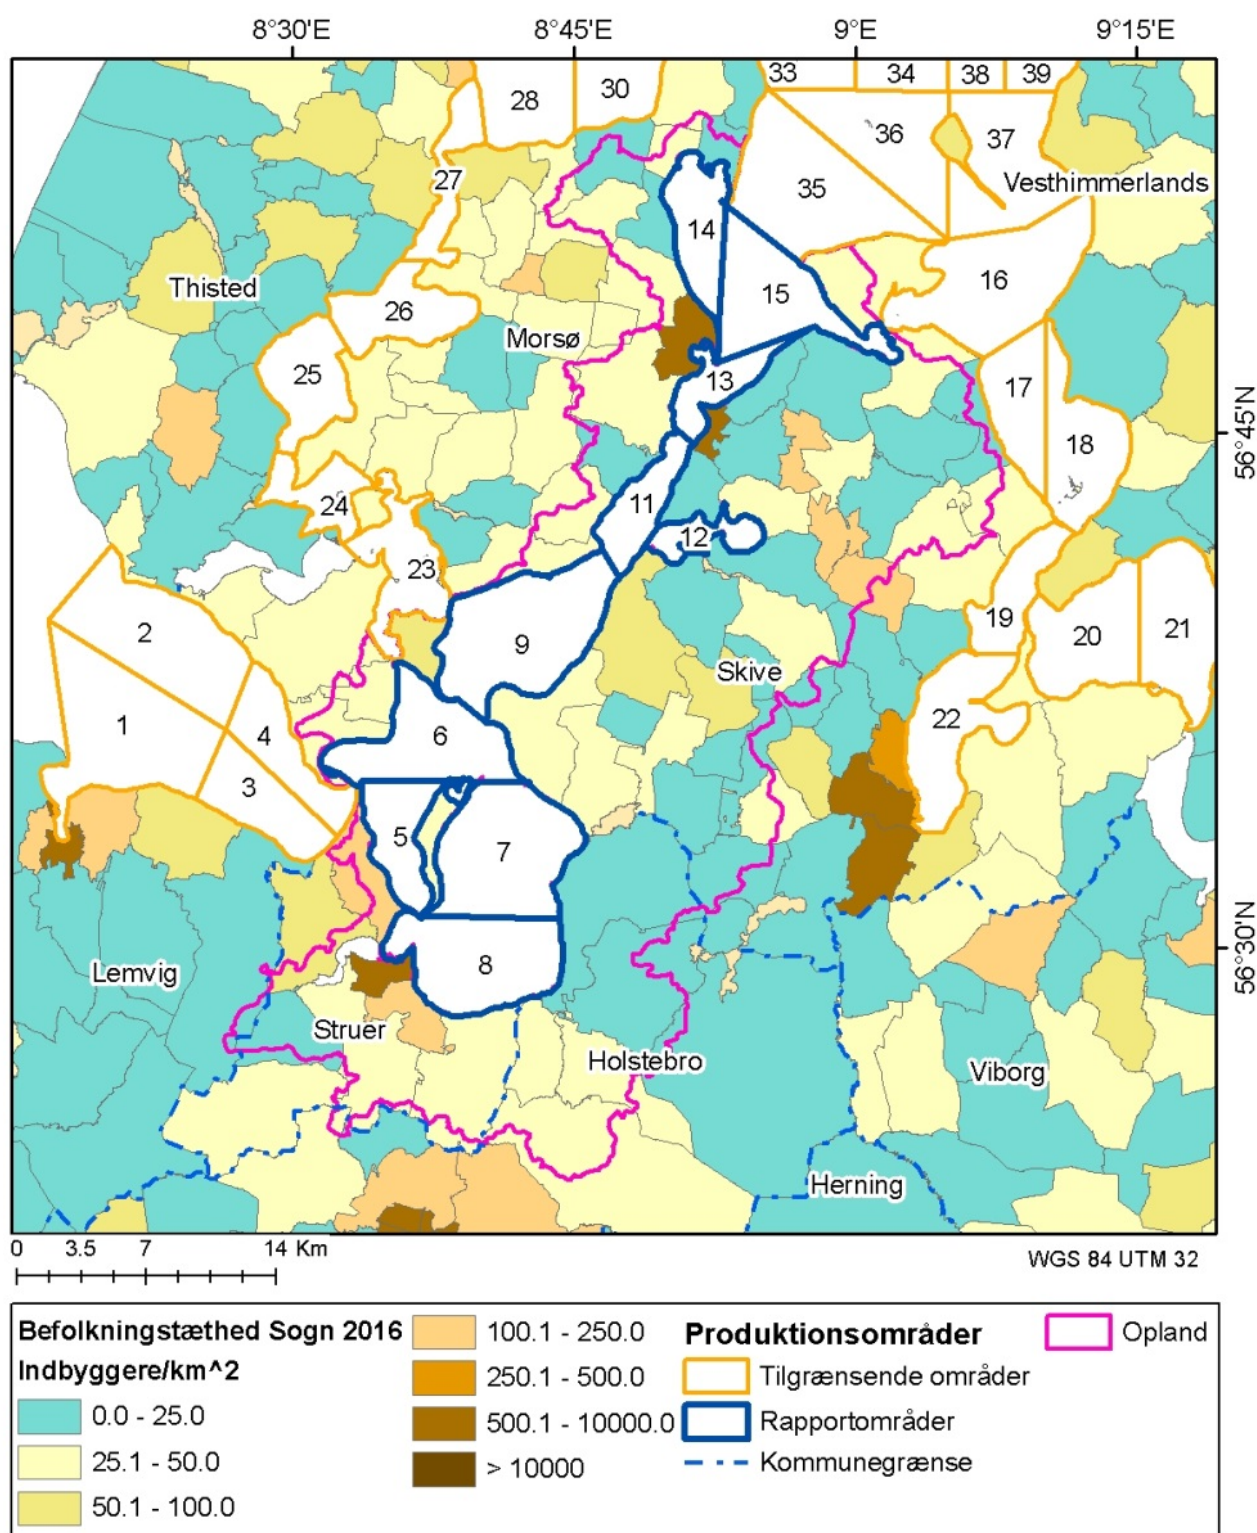 8°30'E 8°45'E 9°E 9°15'E
33 34 38 39
28 30
36 37
27 Vesthimmerlands
35
14
Thisted 16
15
26
Morsø
25 13
17
56°45'N
18
24 11
12
23
2 19
9 20 21
Skive
1 4 6 22
3
5 7
8
Lemvig
56°30'N
Struer
Holstebro
Viborg
Herning
0 3.5 7 14 Km
WGS 84 UTM 32
Befolkningstæthed Sogn 2016
Indbyggere/km^2
0.0 - 25.0
25.1 - 50.0
50.1 - 100.0
100.1 - 250.0
250.1 - 500.0
500.1 - 10000.0
> 10000
Produktionsområder
Tilgrænsende områder
Rapportområder
Kommunegrænse
Opland